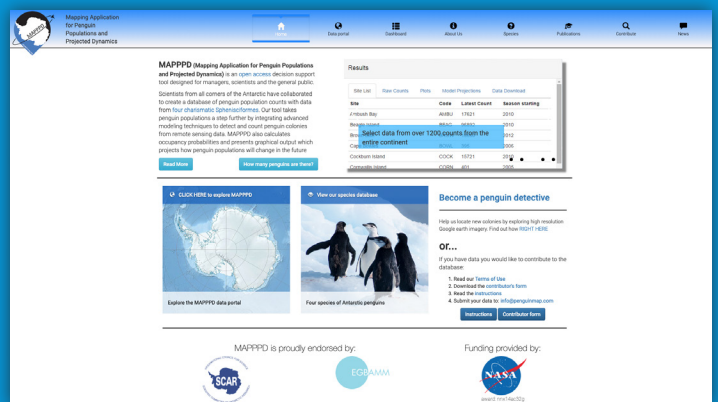 MAPPPD
Mapping Application
for Penguin
Populations and
Projected Dynamics
Home
Data portal
Dashboard
About Us
Species
Publications
Contribute
News
MAPPPD (Mapping Application for Penguin Populations
and Projected Dynamics) is an open access decision support
tool designed for managers, scientists and the general public.
Scientists from all corners of the Antarctic have collaborated
to create a database of penguin population counts with data
from four charismatic Sphenisciformes. Our tool takes
penguin populations a step further by integrating advanced
modeling techniques to detect and count penguin colonies
from remote sensing data. MAPPPD also calculates
occupancy probabilities and presents graphical output which
projects how penguin populations will change in the future
Read More
How many penguins are there?
Results
Site List
Raw Counts
Plots
Model Projections
Data Download
Site Code Latest Count Season starting
Arthur Bay AMBU 17621 2010
2010
2012
2006
Select data from over 1200 counts from the
entire continent
Cockburn Island COCK 15721 2010
CORN 401 2005
CLICK HERE to explore MAPPPD
Explore the MAPPPD data portal
View our species database
Four species of Antarctic penguins
Become a penguin detective
Help us locate new colonies by exploring high resolution
Google earth imagery. Find out how RIGHT HERE
or...
If you have data you would like to contribute to the
database:
1. Read our Terms of Use
2. Download the contributor's form
3. Read the instructions
4. Submit your data to: info@penguinmap.com
Instructions
Contributor form
MAPPPD is proudly endorsed by:
Funding provided by:
SCAR
EGBAMM
NASA
award nnx14ac32g